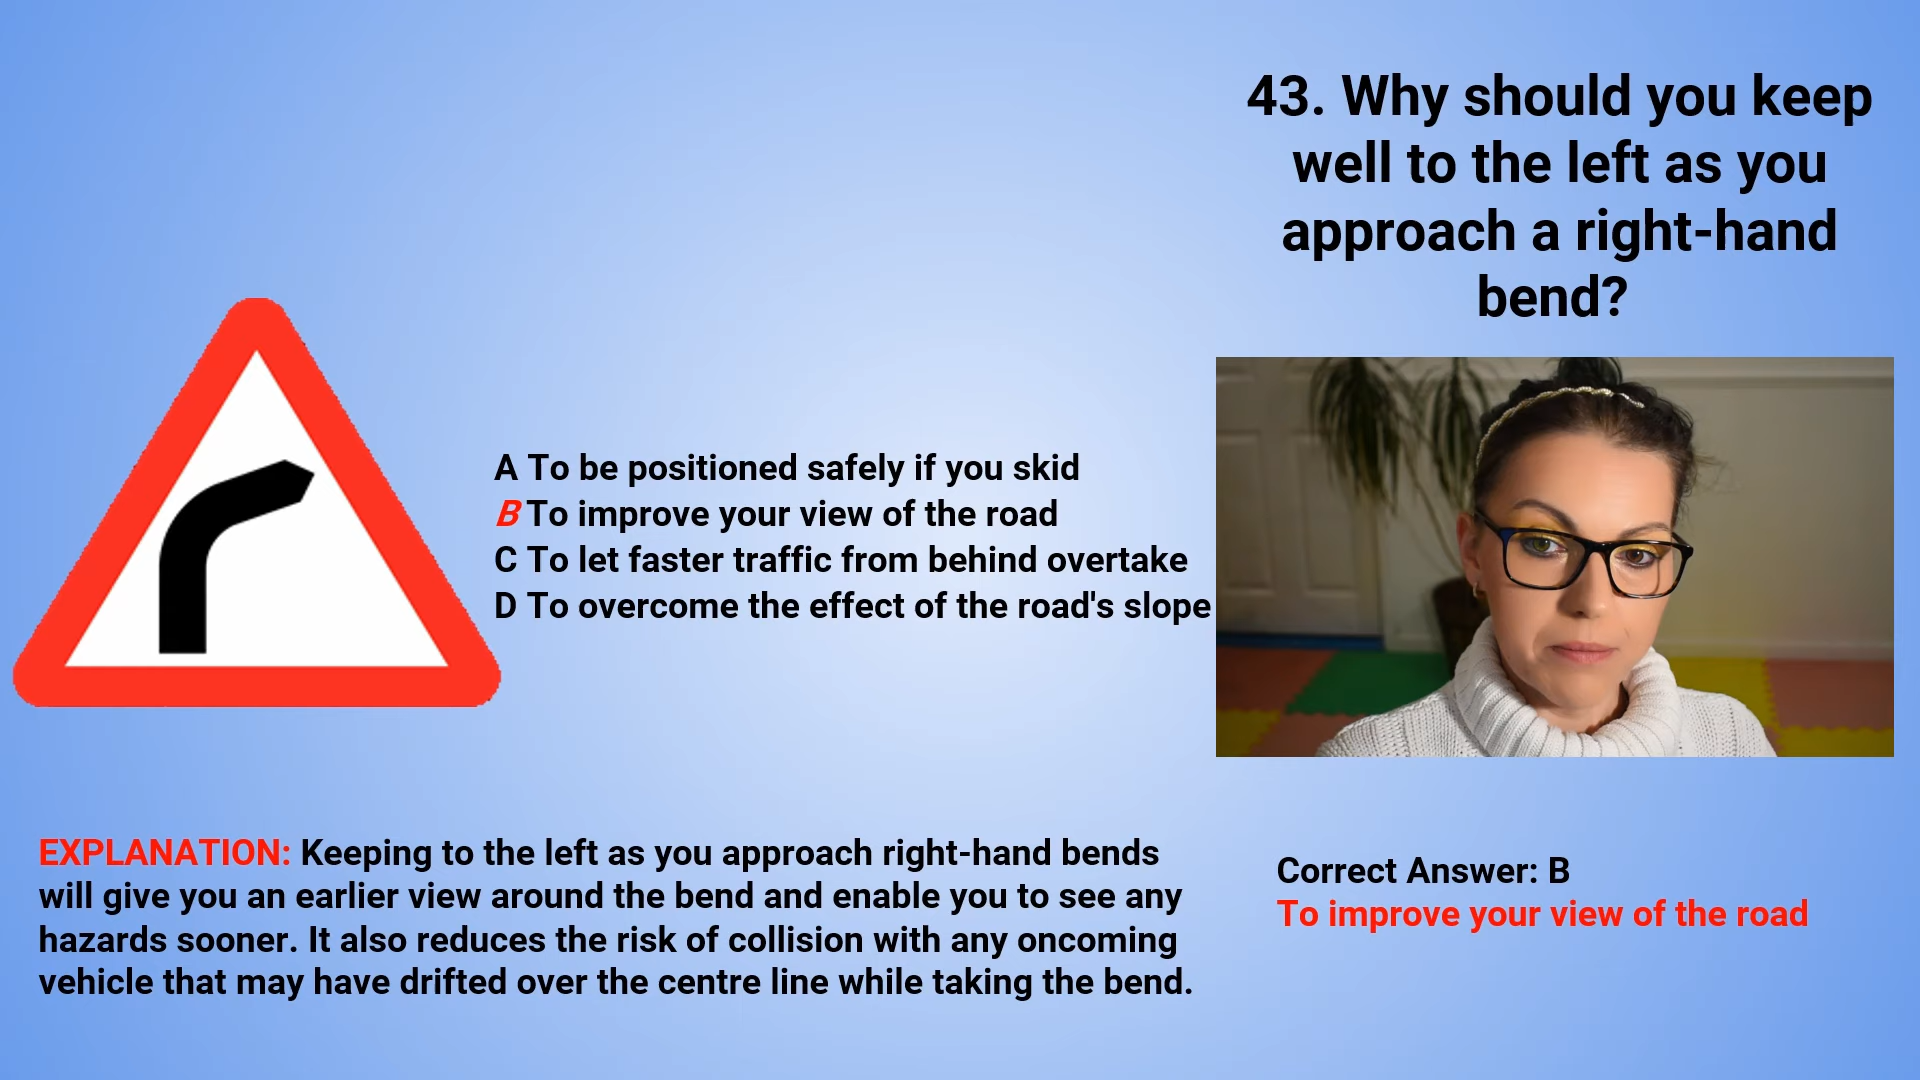 43. Why should you keep
well to the left as you
approach a right-hand
bend?
A To be positioned safely if you skid
B To improve your view of the road
C To let faster traffic from behind overtake
D To overcome the effect of the road's slope
EXPLANATION: Keeping to the left as you approach right-hand bends
will give you an earlier view around the bend and enable you to see any
hazards sooner. It also reduces the risk of collision with any oncoming
vehicle that may have drifted over the centre line while taking the bend.
Correct Answer: B
To improve your view of the road